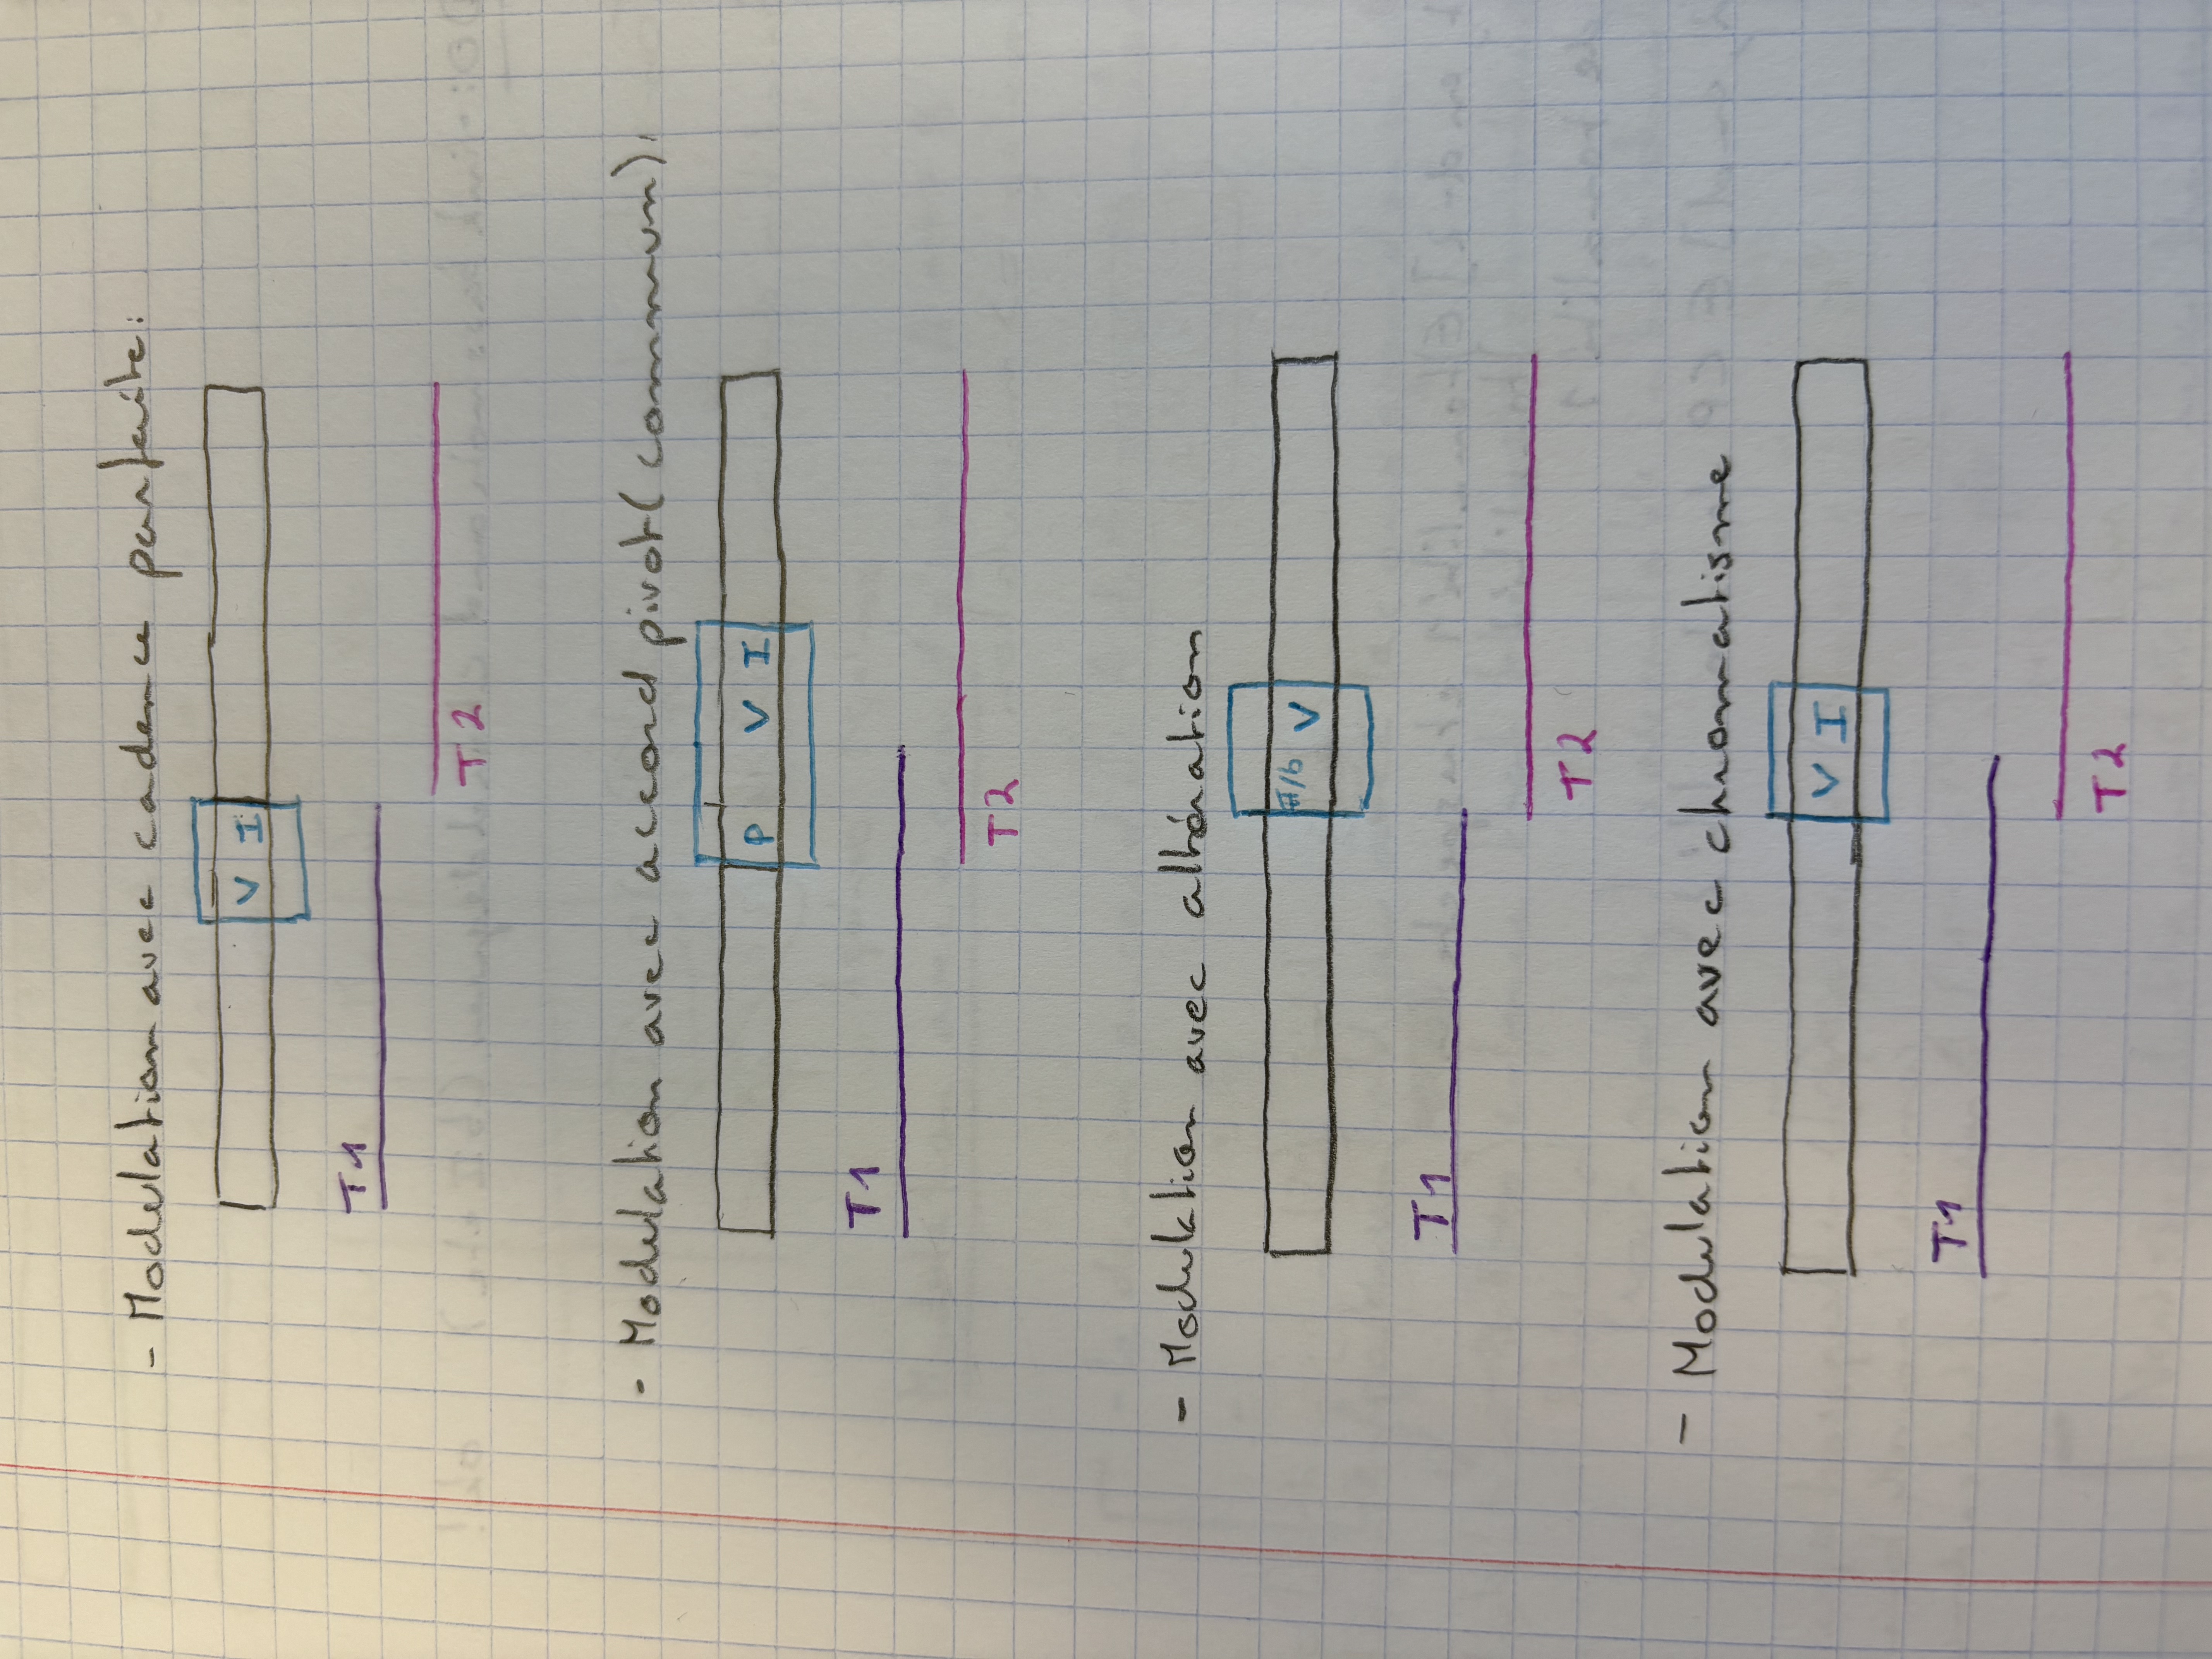 - Modulation avec cadence parfaite:
V I
T1
T2
- Modulation avec accord pivot (commun):
P V I
T1
T2
- Modulation avec altération
#/b V
T1
T2
- Modulation avec chromatisme
V I
T1
T2